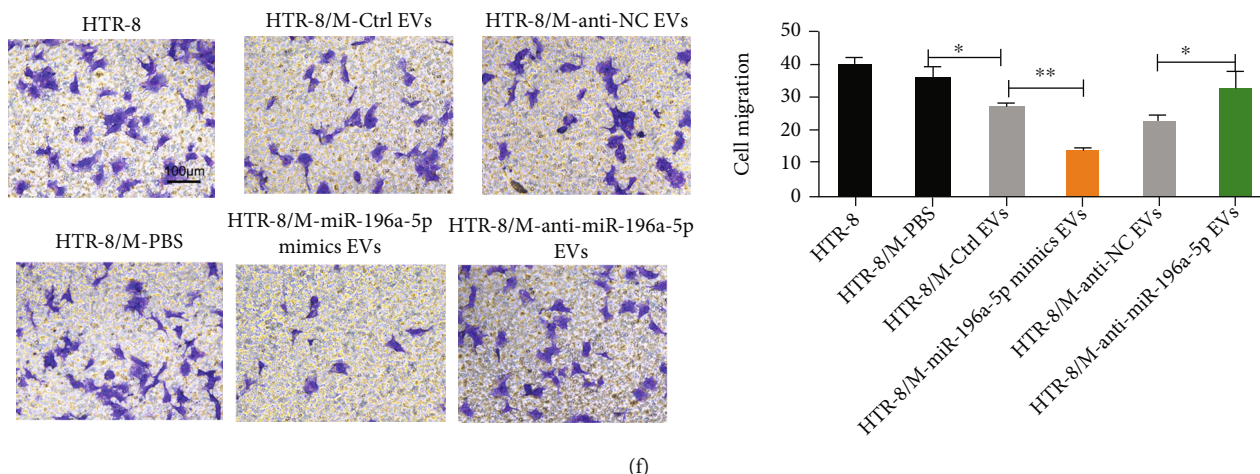 HTR-8
HTR-8/M-Ctrl EVs
HTR-8/M-anti-NC EVs
100μm
HTR-8/M-PBS
HTR-8/M-miR-196a-5p
mimics EVs
HTR-8/M-anti-miR-196a-5p
EVs
Cell migration
50
40
30
20
10
0
*
**
*
HTR-8
HTR-8/M-PBS
HTR-8/M-Ctrl EVs
HTR-8/M-miR-196a-5p mimics EVs
HTR-8/M-anti-NC EVs
HTR-8/M-anti-miR-196a-5p EVs
(f)